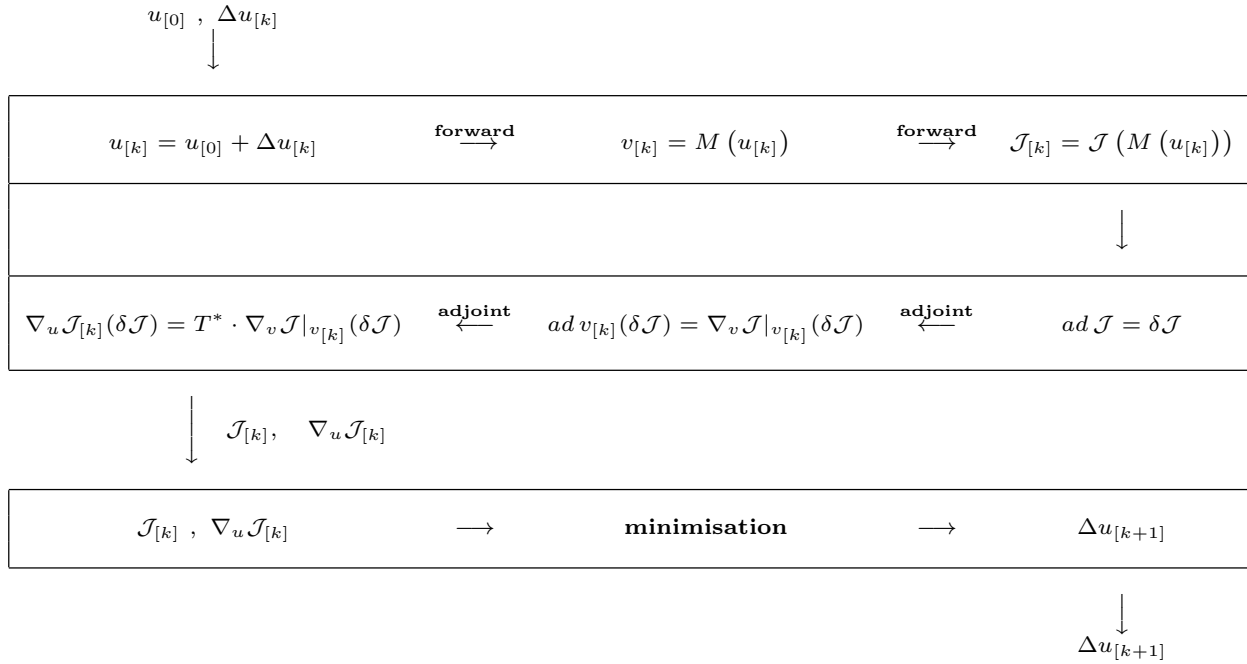 u_{[0]} , Δu_{[k]}
↓
u_{[k]} = u_{[0]} + Δu_{[k]} forward ⟶ v_{[k]} = M (u_{[k]}) forward ⟶ 𝒥_{[k]} = 𝒥 (M (u_{[k]}))
↓
∇_u 𝒥_{[k]}(δ𝒥) = T* · ∇_v 𝒥|_{v_{[k]}}(δ𝒥) adjoint ⟵ ad v_{[k]}(δ𝒥) = ∇_v 𝒥|_{v_{[k]}}(δ𝒥) adjoint ⟵ ad 𝒥 = δ𝒥
↓ 𝒥_{[k]}, ∇_u 𝒥_{[k]}
𝒥_{[k]} , ∇_u 𝒥_{[k]} ⟶ minimisation ⟶ Δu_{[k+1]}
↓
Δu_{[k+1]}